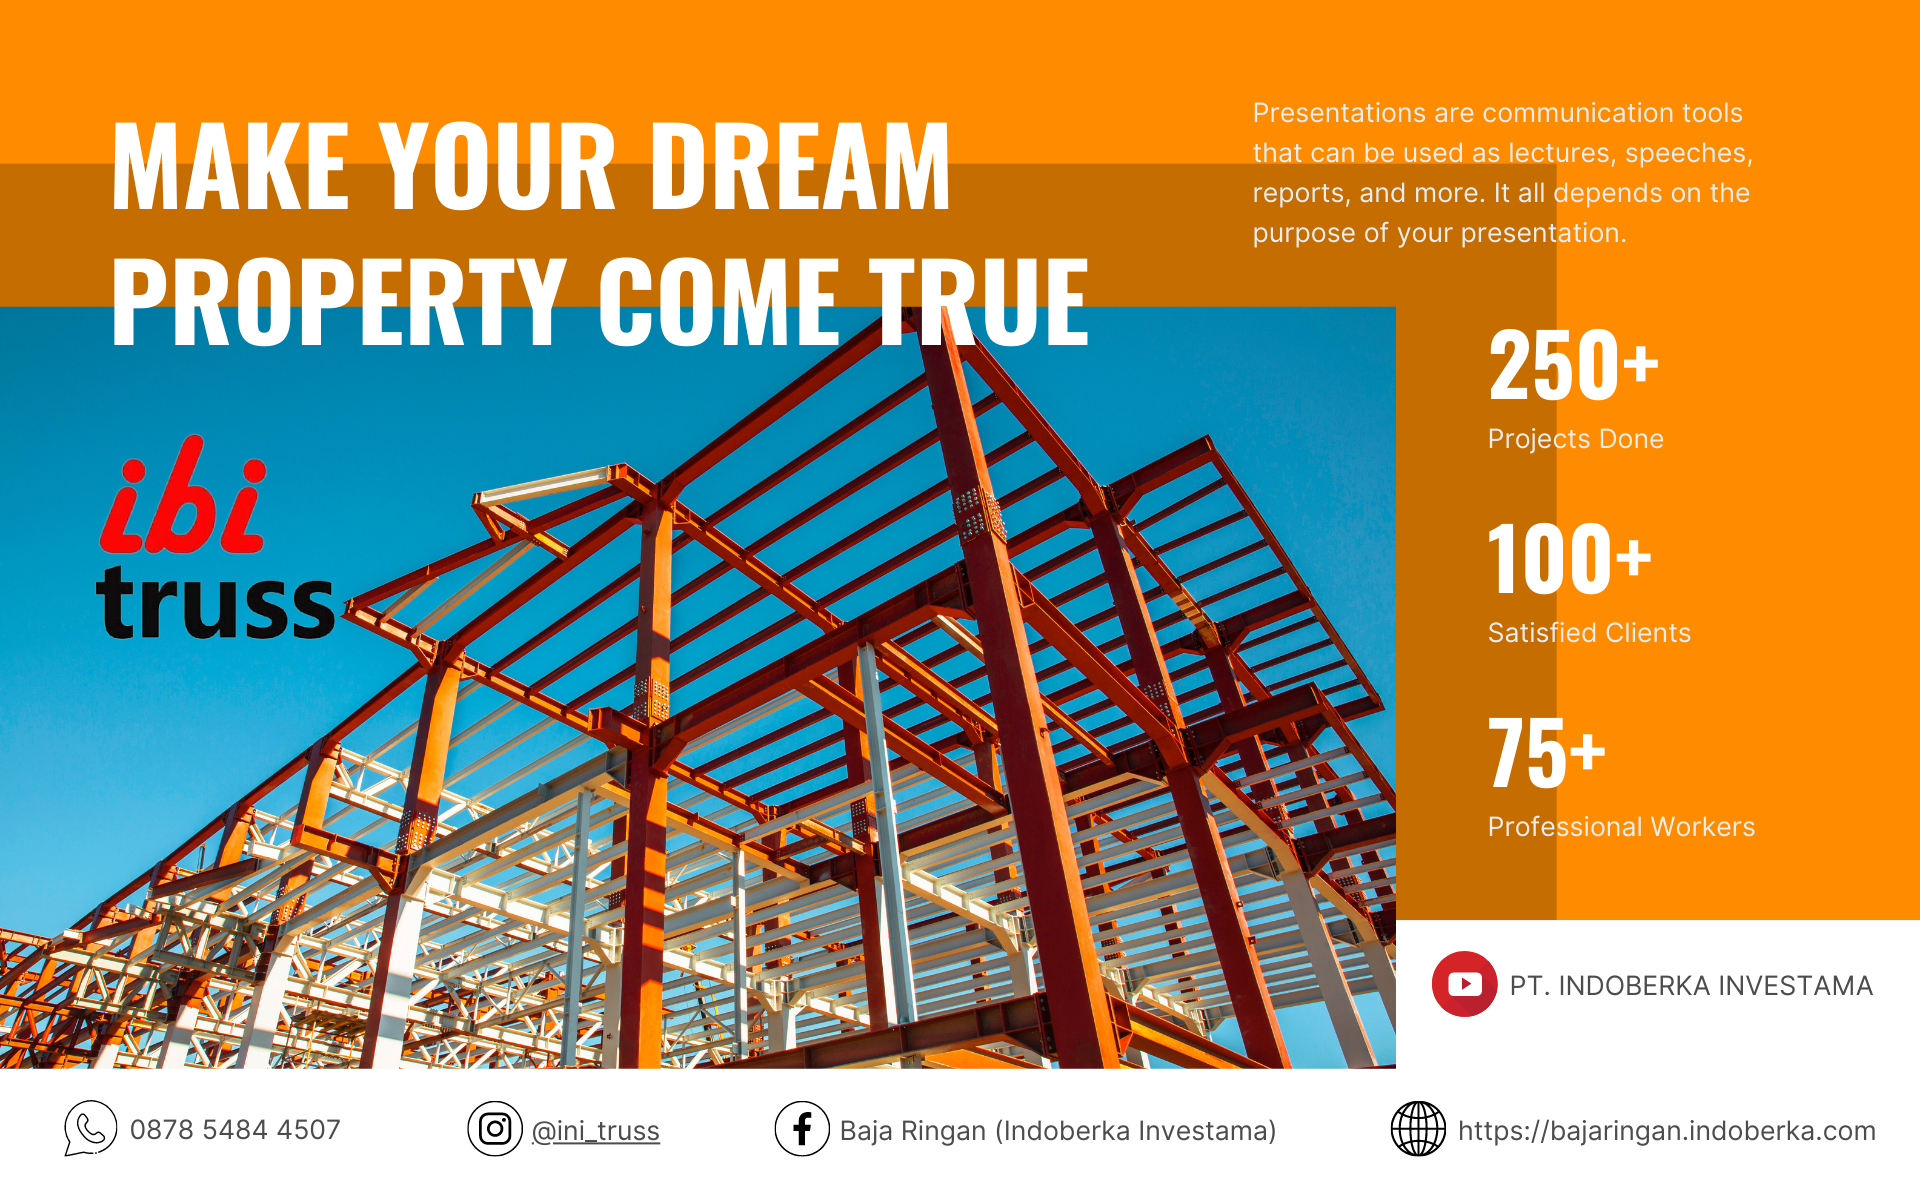 MAKE YOUR DREAM
PROPERTY COME TRUE
Presentations are communication tools
that can be used as lectures, speeches,
reports, and more. It all depends on the
purpose of your presentation.
ibi
truss
250+
Projects Done
100+
Satisfied Clients
75+
Professional Workers
PT. INDOBERKA INVESTAMA
0878 5484 4507
@ini_truss
Baja Ringan (Indoberka Investama)
https://bajaringan.indoberka.com